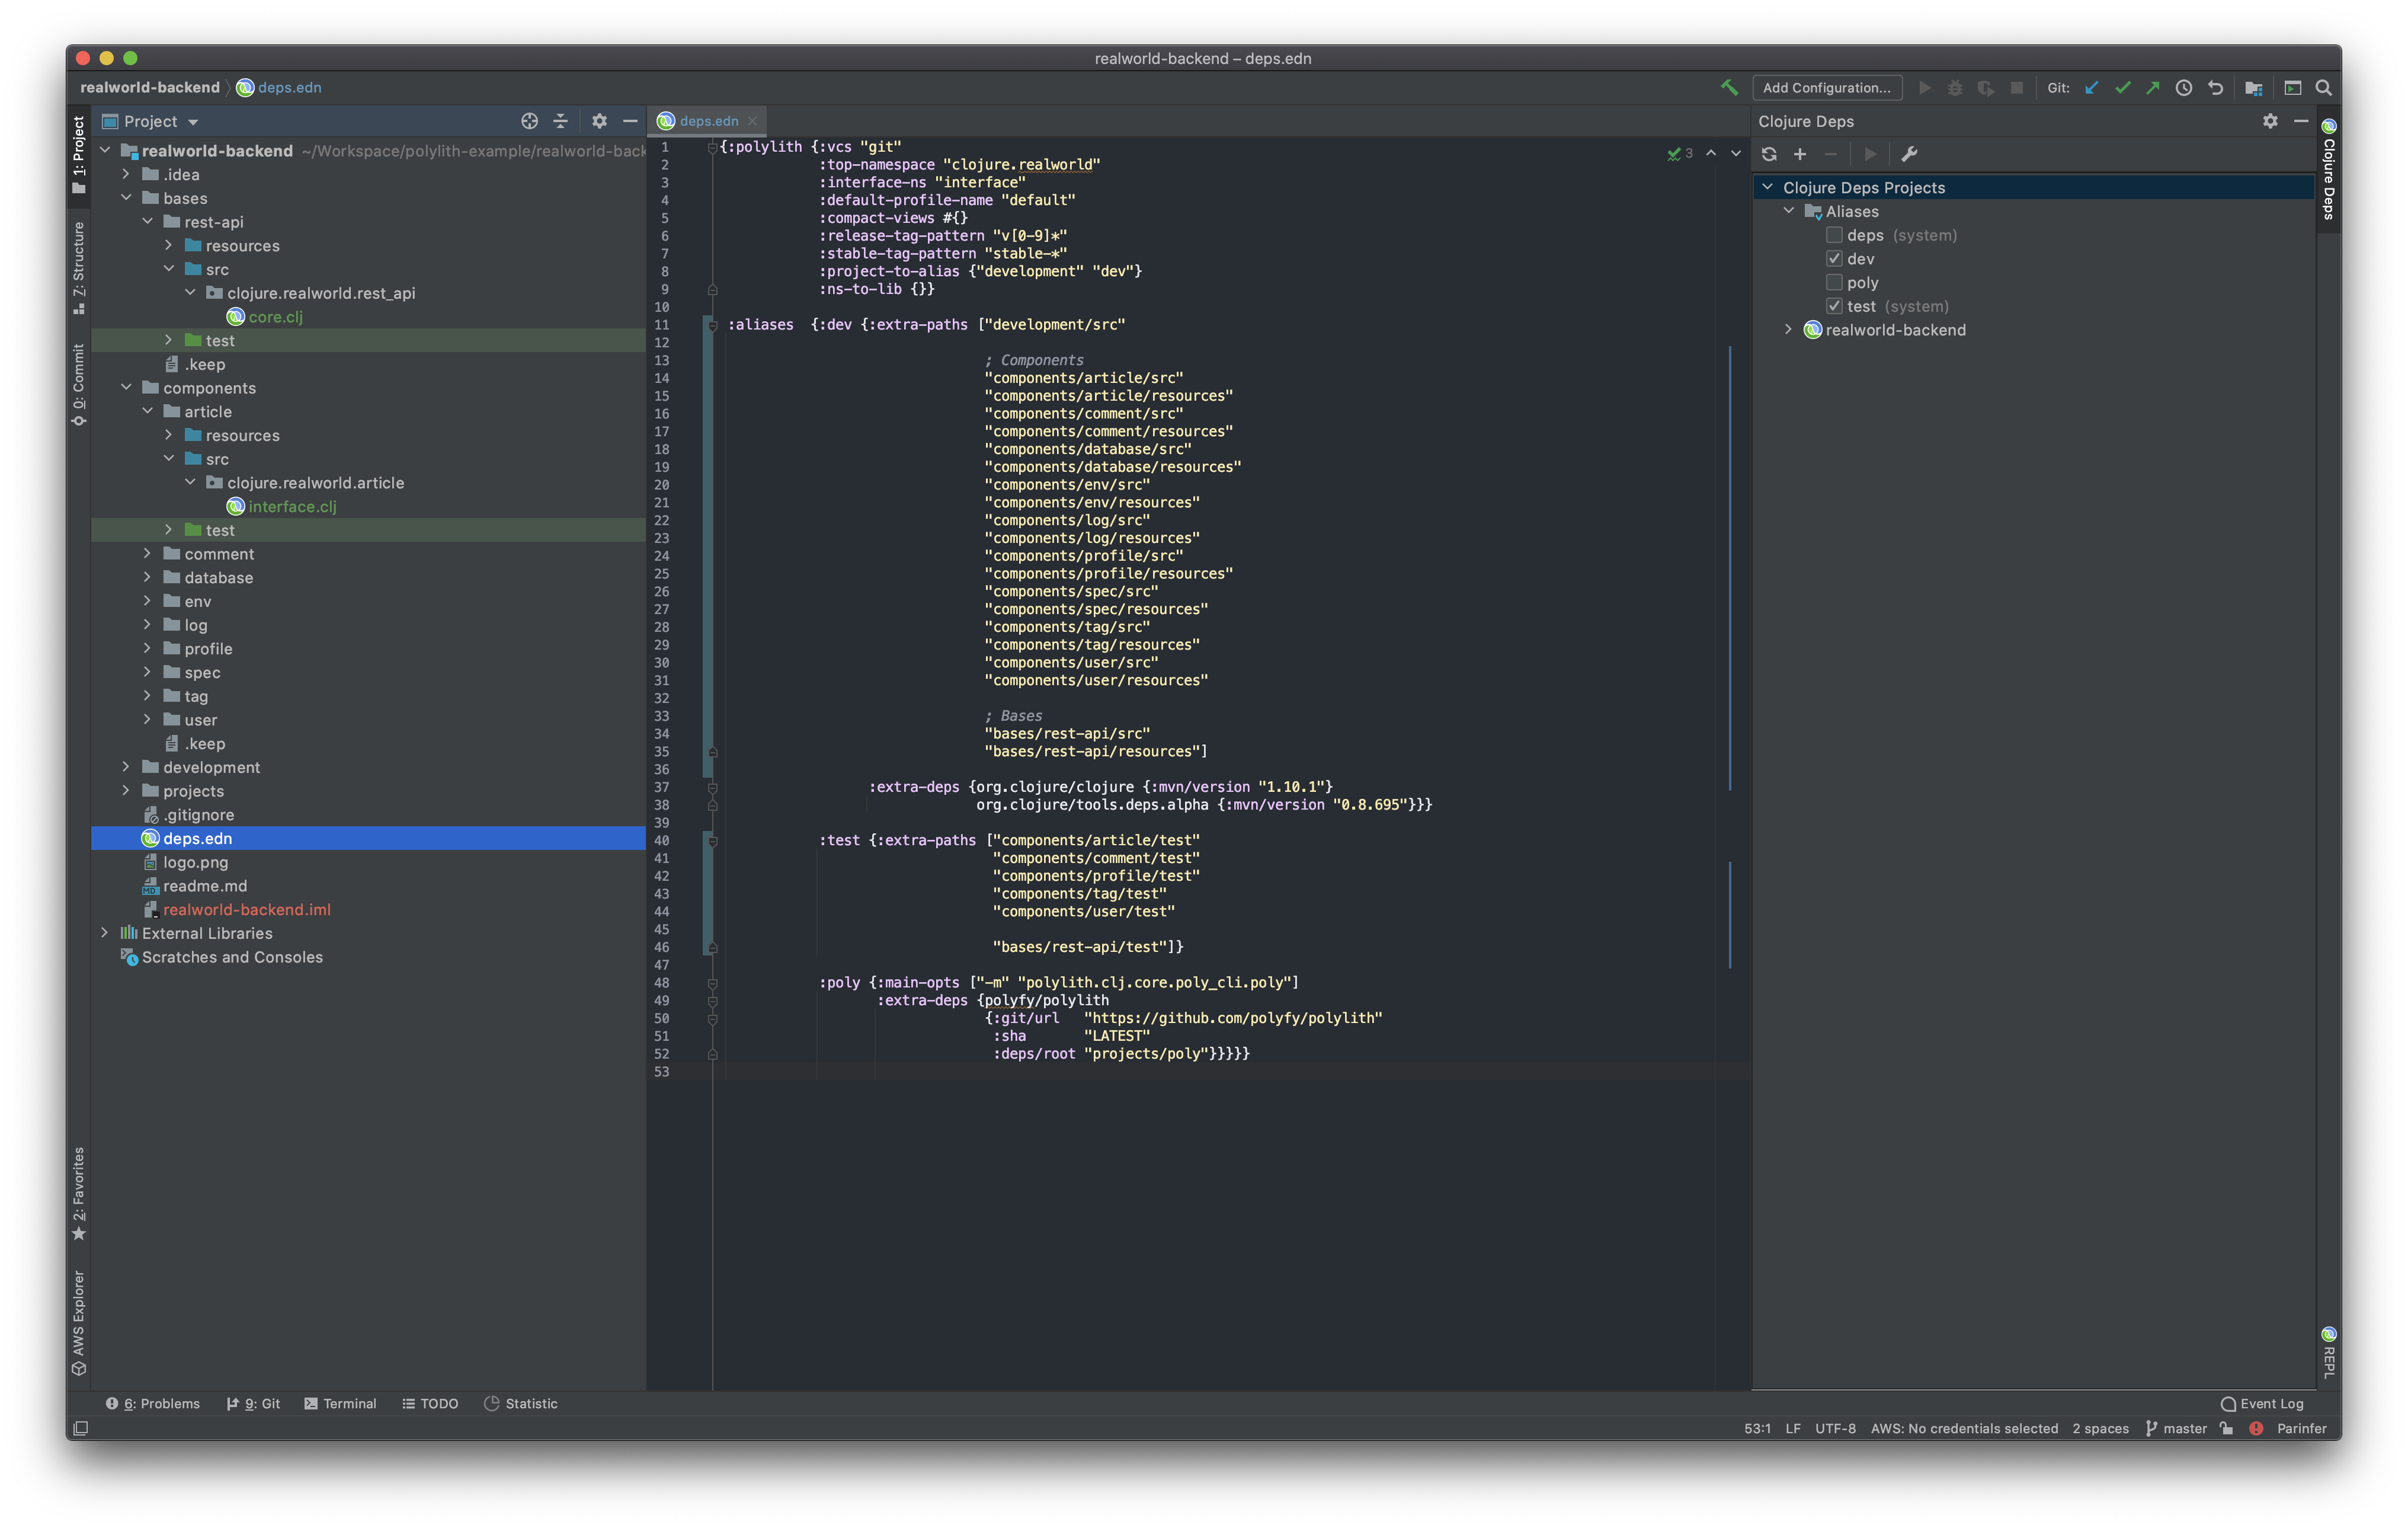 realworld-backend – deps.edn
realworld-backend deps.edn
Add Configuration...
Git:
1: Project
Z: Structure
0: Commit
2: Favorites
AWS Explorer
Project
realworld-backend ~/Workspace/polylith-example/realworld-back
.idea
bases
rest-api
resources
src
clojure.realworld.rest_api
core.clj
test
.keep
components
article
resources
src
clojure.realworld.article
interface.clj
test
comment
database
env
log
profile
spec
tag
user
.keep
development
projects
.gitignore
deps.edn
logo.png
readme.md
realworld-backend.iml
External Libraries
Scratches and Consoles
deps.edn
3
1 {:polylith {:vcs "git"
2 :top-namespace "clojure.realworld"
3 :interface-ns "interface"
4 :default-profile-name "default"
5 :compact-views #{}
6 :release-tag-pattern "v[0-9]*"
7 :stable-tag-pattern "stable-*"
8 :project-to-alias {"development" "dev"}
9 :ns-to-lib {}}
10
11 :aliases {:dev {:extra-paths ["development/src"
12
13 ; Components
14 "components/article/src"
15 "components/article/resources"
16 "components/comment/src"
17 "components/comment/resources"
18 "components/database/src"
19 "components/database/resources"
20 "components/env/src"
21 "components/env/resources"
22 "components/log/src"
23 "components/log/resources"
24 "components/profile/src"
25 "components/profile/resources"
26 "components/spec/src"
27 "components/spec/resources"
28 "components/tag/src"
29 "components/tag/resources"
30 "components/user/src"
31 "components/user/resources"
32
33 ; Bases
34 "bases/rest-api/src"
35 "bases/rest-api/resources"]
36
37 :extra-deps {org.clojure/clojure {:mvn/version "1.10.1"}
38 org.clojure/tools.deps.alpha {:mvn/version "0.8.695"}}}
39
40 :test {:extra-paths ["components/article/test"
41 "components/comment/test"
42 "components/profile/test"
43 "components/tag/test"
44 "components/user/test"
45
46 "bases/rest-api/test"]}
47
48 :poly {:main-opts ["-m" "polylith.clj.core.poly_cli.poly"]
49 :extra-deps {polyfy/polylith
50 {:git/url "https://github.com/polyfy/polylith"
51 :sha "LATEST"
52 :deps/root "projects/poly"}}}}}
53
Clojure Deps
Clojure Deps Projects
Aliases
deps (system)
dev
poly
test (system)
realworld-backend
Clojure Deps
REPL
6: Problems
9: Git
Terminal
TODO
Statistic
Event Log
53:1 LF UTF-8 AWS: No credentials selected 2 spaces master Parinfer